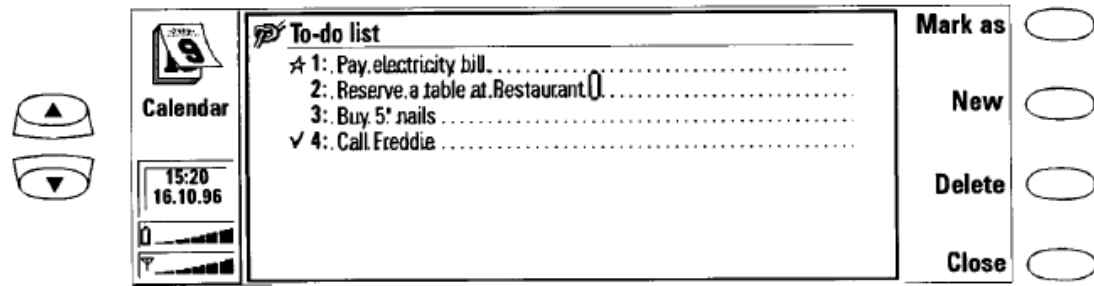 To-do list
☆ 1: Pay electricity bill
2: Reserve a table at Restaurant
3: Buy 5" nails
✓ 4: Call Freddie
9
Calendar
15:20
16.10.96
Mark as
New
Delete
Close